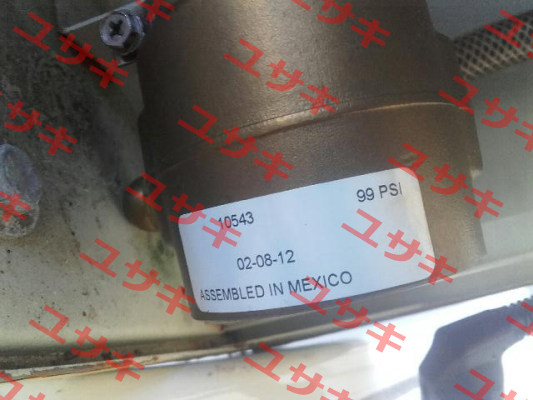 10543
99 PSI
02-08-12
ASSEMBLED IN MEXICO
ユサキ